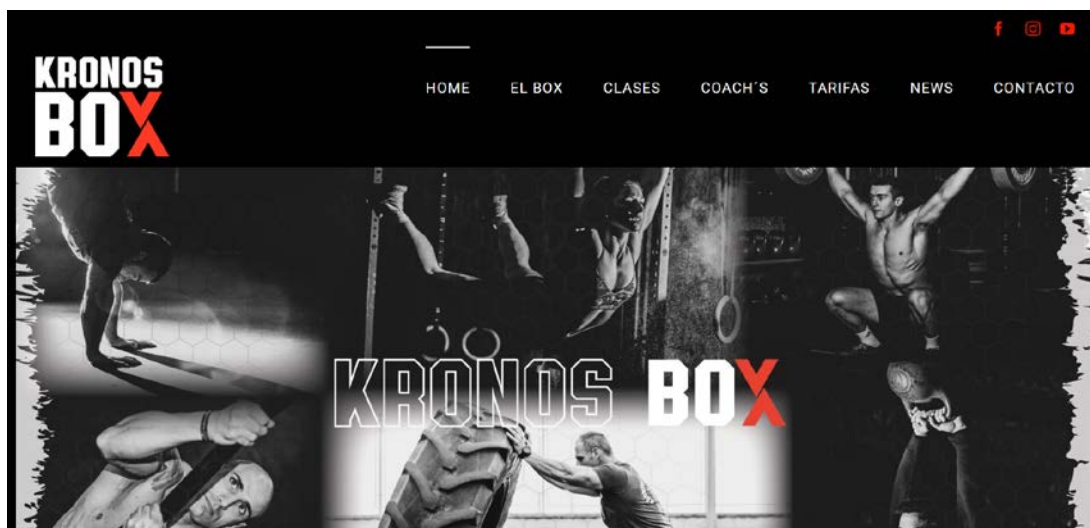 KRONOS
BOX
HOME EL BOX CLASES COACH´S TARIFAS NEWS CONTACTO
KRONOS BOX